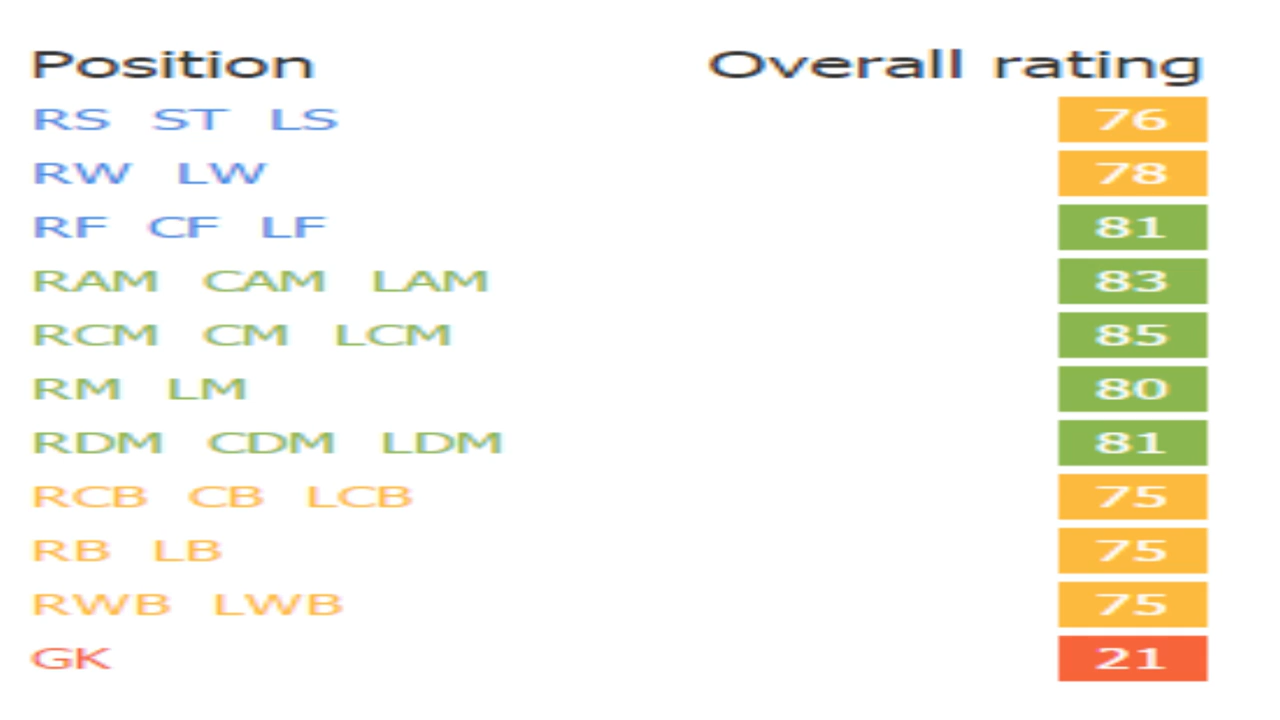 Position Overall rating
RS ST LS 76
RW LW 78
RF CF LF 81
RAM CAM LAM 83
RCM CM LCM 85
RM LM 80
RDM CDM LDM 81
RCB CB LCB 75
RB LB 75
RWB LWB 75
GK 21